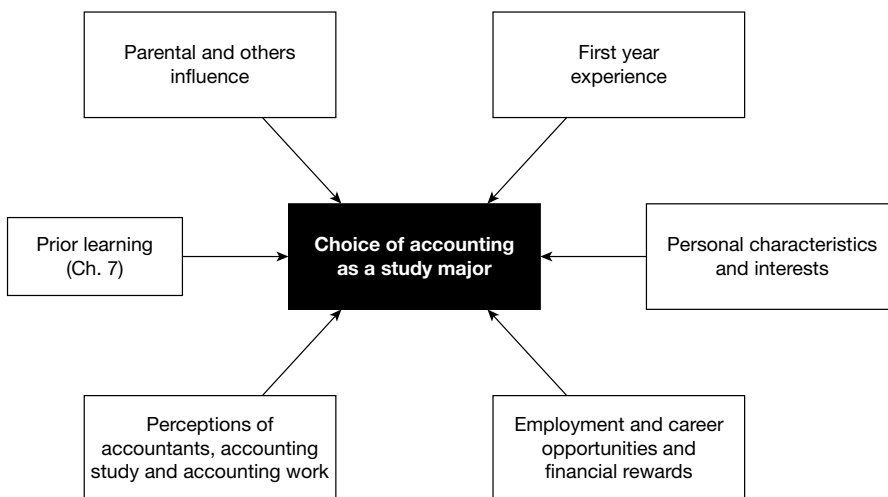 Parental and others
influence
First year
experience
Prior learning
(Ch. 7)
Choice of accounting
as a study major
Personal characteristics
and interests
Perceptions of
accountants, accounting
study and accounting work
Employment and career
opportunities and
financial rewards